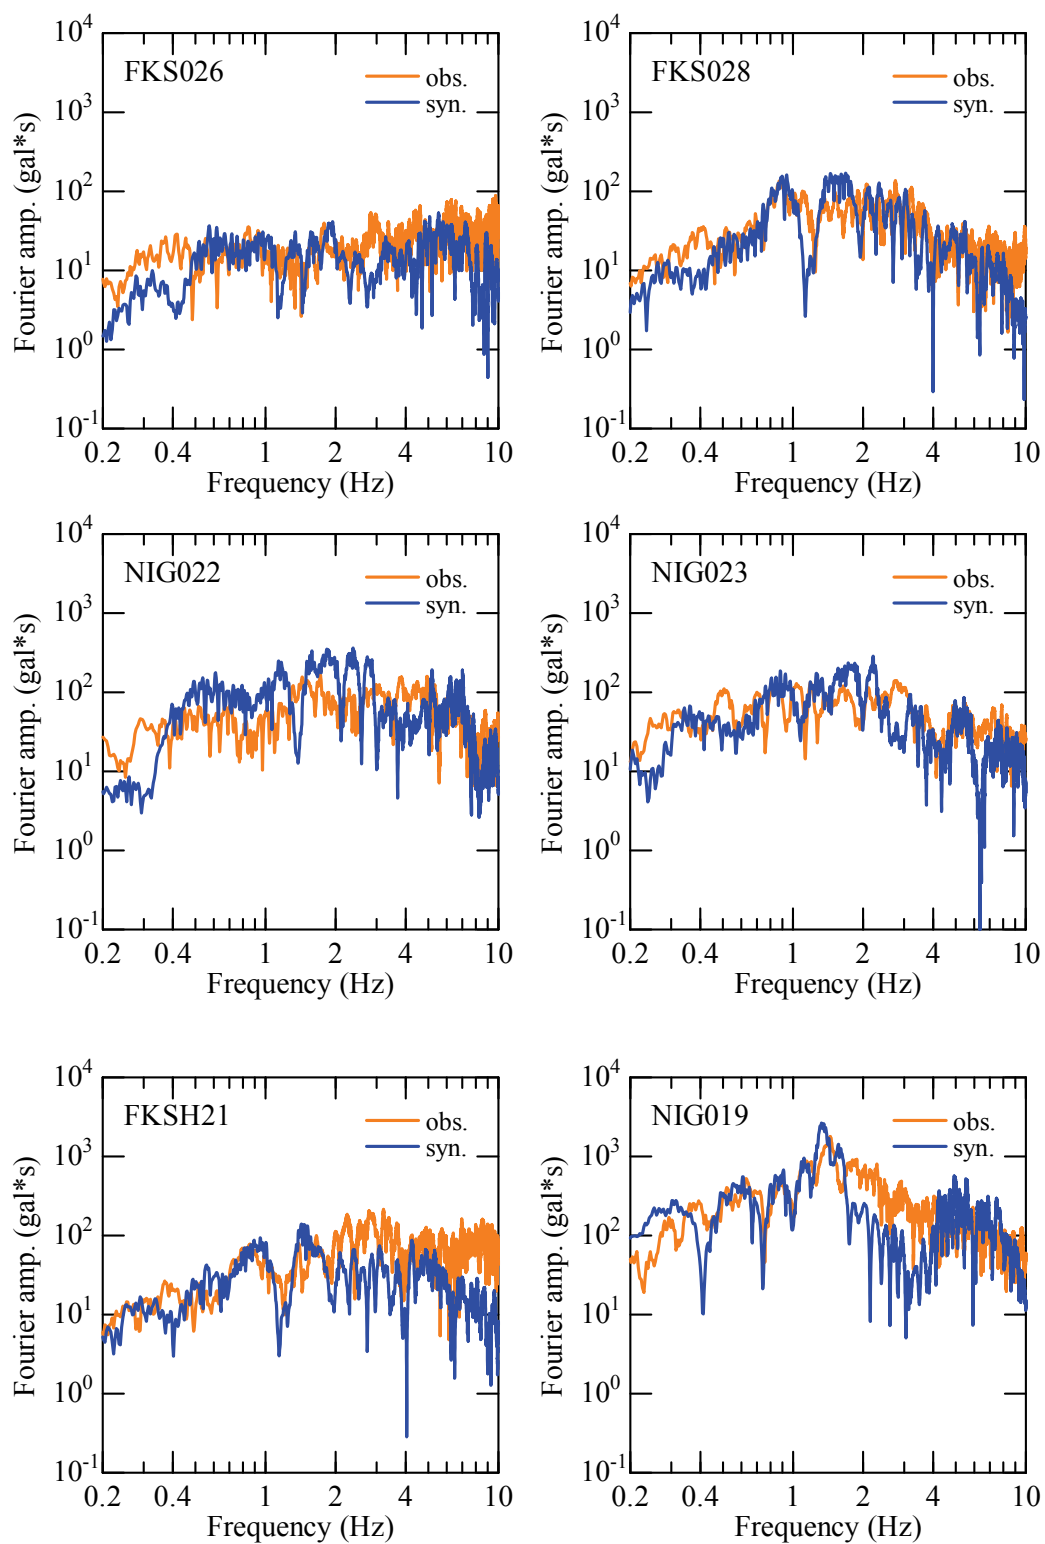 FKS026
obs.
syn.
Fourier amp. (gal*s)
10^4
10^3
10^2
10^1
10^0
10^-1
0.2 0.4 1 2 4 10
Frequency (Hz)
FKS028
obs.
syn.
Fourier amp. (gal*s)
10^4
10^3
10^2
10^1
10^0
10^-1
0.2 0.4 1 2 4 10
Frequency (Hz)
NIG022
obs.
syn.
Fourier amp. (gal*s)
10^4
10^3
10^2
10^1
10^0
10^-1
0.2 0.4 1 2 4 10
Frequency (Hz)
NIG023
obs.
syn.
Fourier amp. (gal*s)
10^4
10^3
10^2
10^1
10^0
10^-1
0.2 0.4 1 2 4 10
Frequency (Hz)
FKSH21
obs.
syn.
Fourier amp. (gal*s)
10^4
10^3
10^2
10^1
10^0
10^-1
0.2 0.4 1 2 4 10
Frequency (Hz)
NIG019
obs.
syn.
Fourier amp. (gal*s)
10^4
10^3
10^2
10^1
10^0
10^-1
0.2 0.4 1 2 4 10
Frequency (Hz)